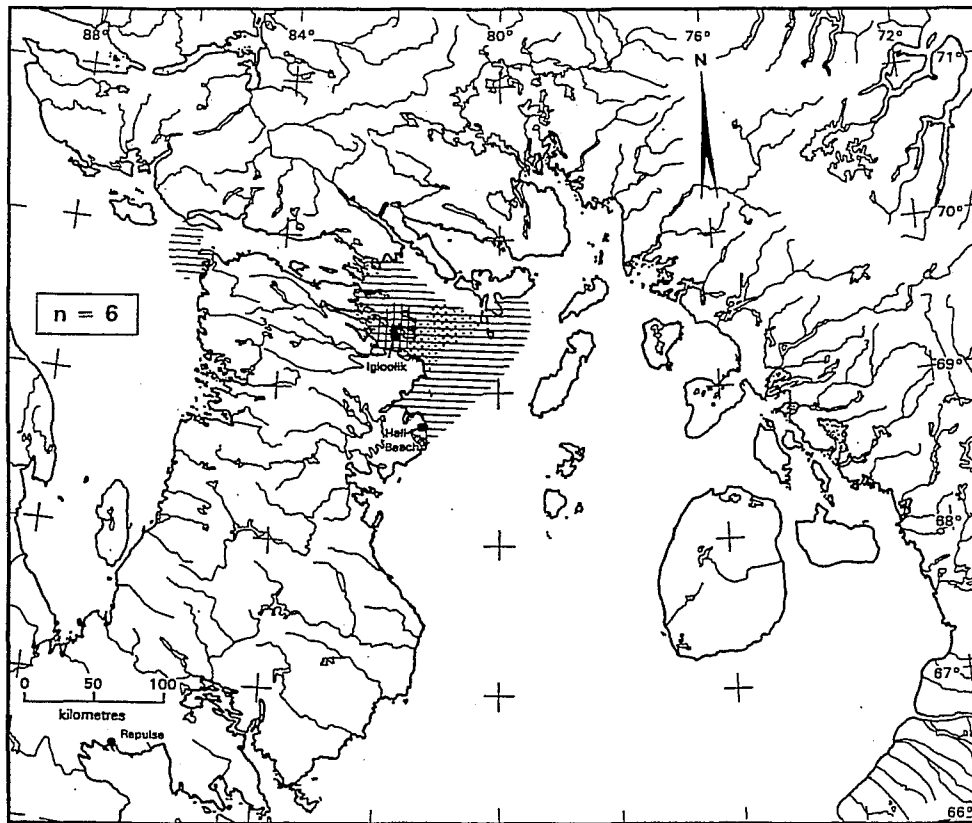 88° 84° 80° 76° 72°
N
71°
70°
n = 6
69°
Igloolik
Hall
Beach
68°
67°
0 50 100
kilometres
Repulse
66°